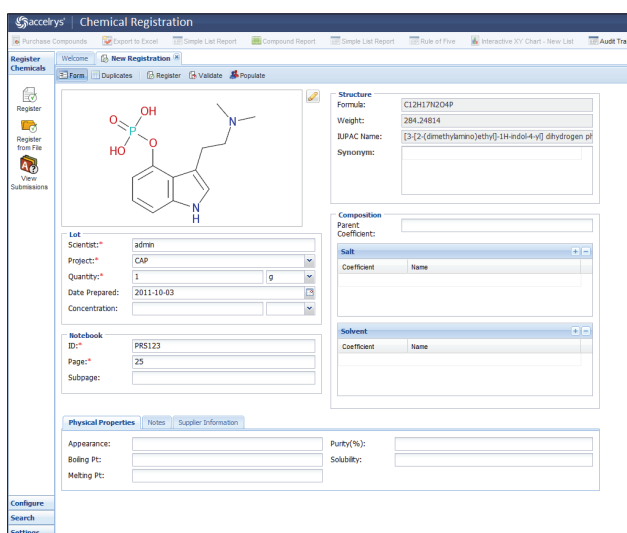 accelrys® Chemical Registration
Purchase Compounds Export to Excel Simple List Report Compound Report Simple List Report Rule of Five Interactive XY Chart - New List Audit Tra
Register Chemicals
Welcome New Registration
Form Duplicates Register Validate Populate
Register
Register from File
View Submissions
O
OH
P
HO
O
N
N
H
Structure
Formula: C12H17N2O4P
Weight: 284.24814
IUPAC Name: [3-[2-(dimethylamino)ethyl]-1H-indol-4-yl] dihydrogen ph
Synonym:
Lot
Scientist:* admin
Project:* CAP
Quantity:* 1 g
Date Prepared: 2011-10-03
Concentration:
Notebook
ID:* PRS123
Page:* 25
Subpage:
Composition
Parent
Coefficient:
Salt
Coefficient Name
Solvent
Coefficient Name
Physical Properties Notes Supplier Information
Appearance: Purity(%):
Boiling Pt: Solubility:
Melting Pt:
Configure
Search
Settings